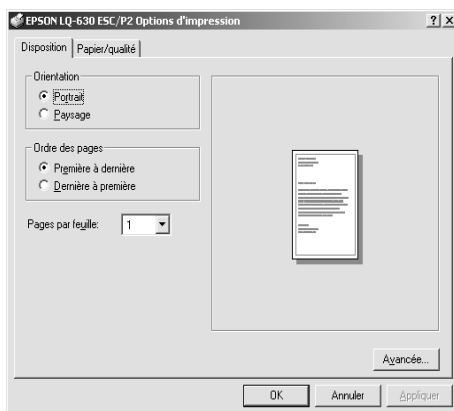 EPSON LQ-630 ESC/P2 Options d'impression
Disposition Papier/qualité
Orientation
Portrait
Paysage
Ordre des pages
Première à dernière
Dernière à première
Pages par feuille: 1
Avancée...
OK Annuler Appliquer